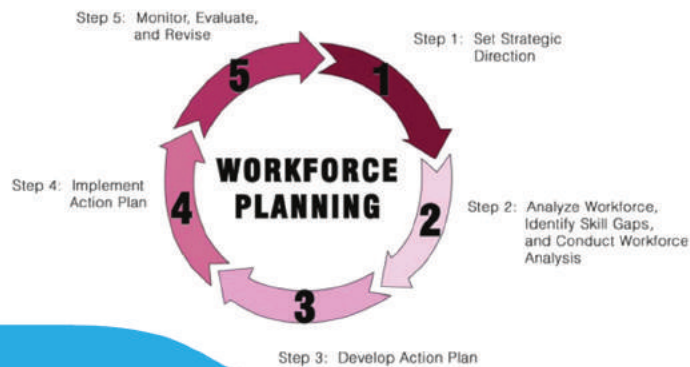 Step 5: Monitor, Evaluate,
and Revise
Step 1: Set Strategic
Direction
5
1
WORKFORCE
PLANNING
Step 4: Implement
Action Plan
4
2
Step 2: Analyze Workforce,
Identify Skill Gaps,
and Conduct Workforce
Analysis
3
Step 3: Develop Action Plan